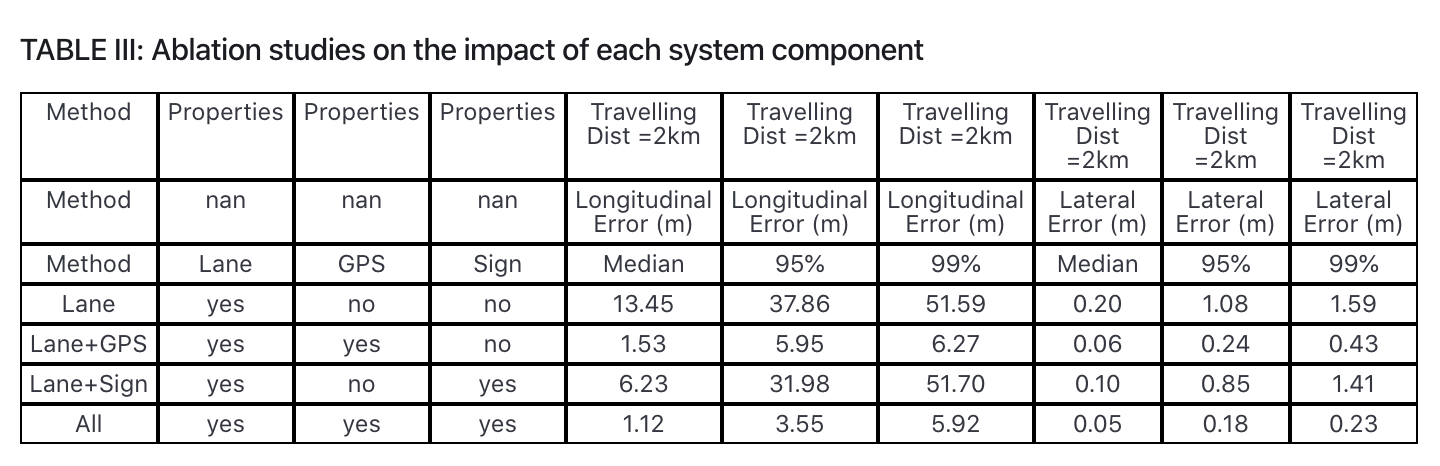 TABLE III: Ablation studies on the impact of each system component
Method Properties Properties Properties Travelling Dist =2km Travelling Dist =2km Travelling Dist =2km Travelling Dist =2km Travelling Dist =2km Travelling Dist =2km
Method nan nan nan Longitudinal Error (m) Longitudinal Error (m) Longitudinal Error (m) Lateral Error (m) Lateral Error (m) Lateral Error (m)
Method Lane GPS Sign Median 95% 99% Median 95% 99%
Lane yes no no 13.45 37.86 51.59 0.20 1.08 1.59
Lane+GPS yes yes no 1.53 5.95 6.27 0.06 0.24 0.43
Lane+Sign yes no yes 6.23 31.98 51.70 0.10 0.85 1.41
All yes yes yes 1.12 3.55 5.92 0.05 0.18 0.23